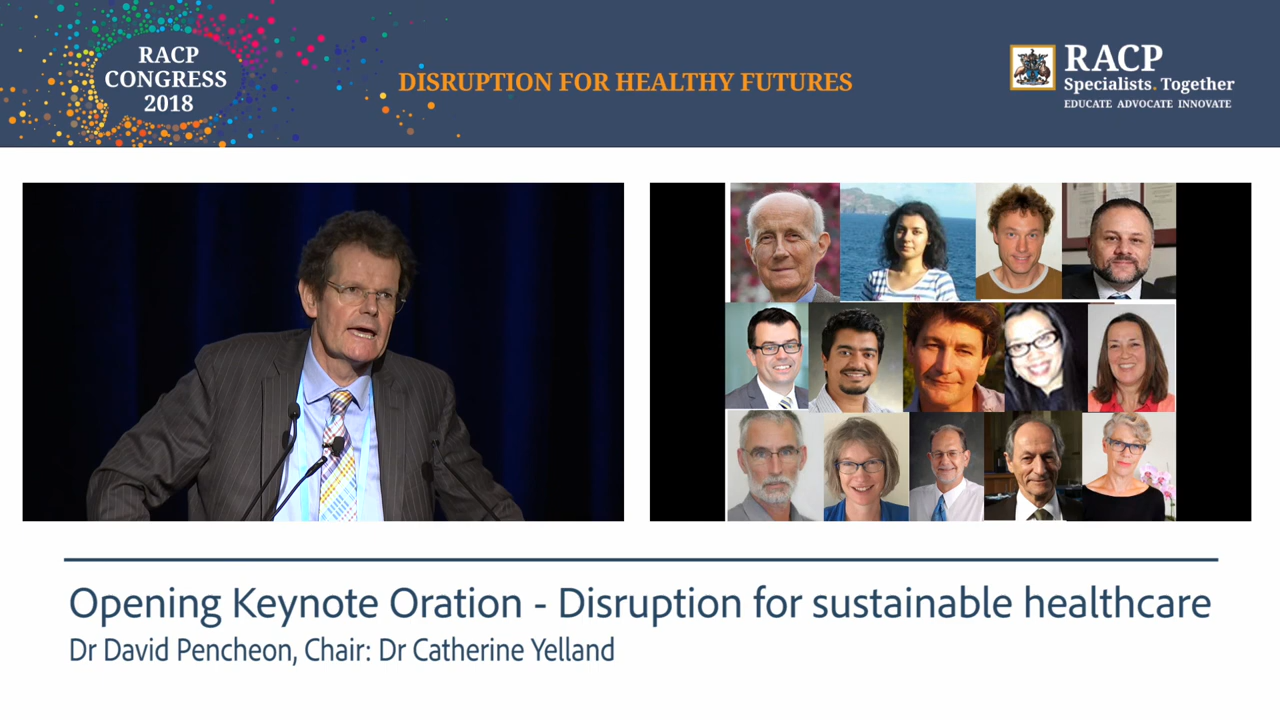 RACP
CONGRESS
2018
DISRUPTION FOR HEALTHY FUTURES
RACP
Specialists. Together
EDUCATE ADVOCATE INNOVATE
Opening Keynote Oration - Disruption for sustainable healthcare
Dr David Pencheon, Chair: Dr Catherine Yelland